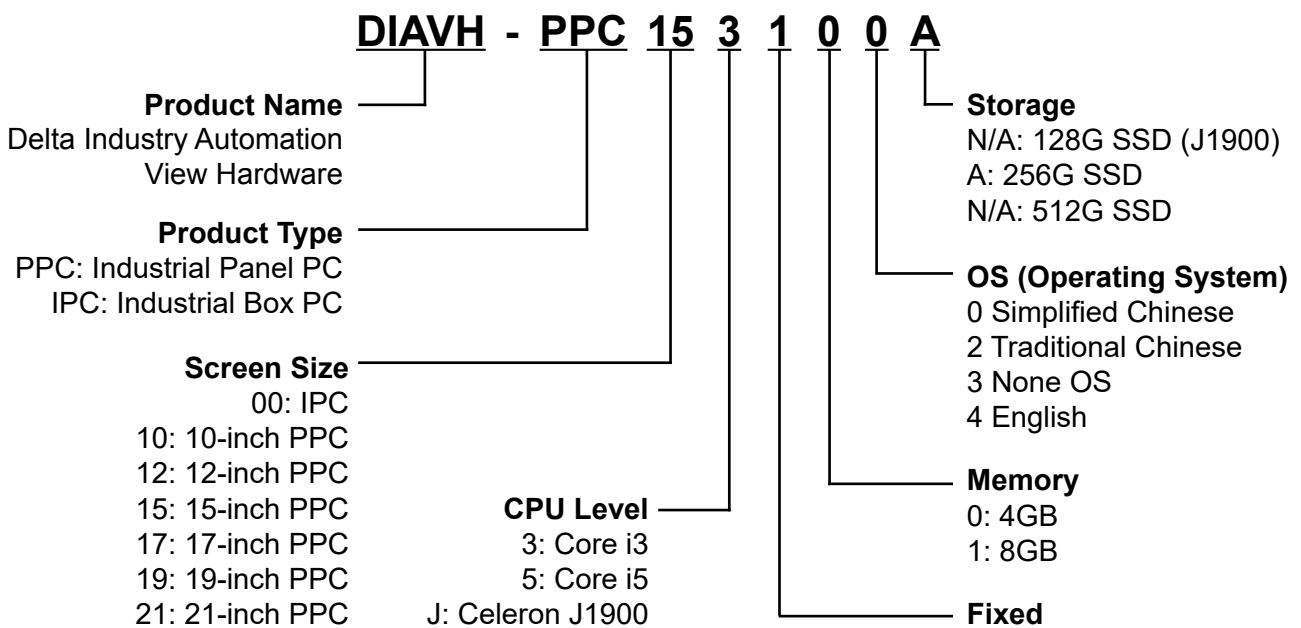 DIAVH - PPC 15 3 1 0 0 A
Product Name
Delta Industry Automation
View Hardware
Product Type
PPC: Industrial Panel PC
IPC: Industrial Box PC
Screen Size
00: IPC
10: 10-inch PPC
12: 12-inch PPC
15: 15-inch PPC
17: 17-inch PPC
19: 19-inch PPC
21: 21-inch PPC
CPU Level
3: Core i3
5: Core i5
J: Celeron J1900
Storage
N/A: 128G SSD (J1900)
A: 256G SSD
N/A: 512G SSD
OS (Operating System)
0 Simplified Chinese
2 Traditional Chinese
3 None OS
4 English
Memory
0: 4GB
1: 8GB
Fixed